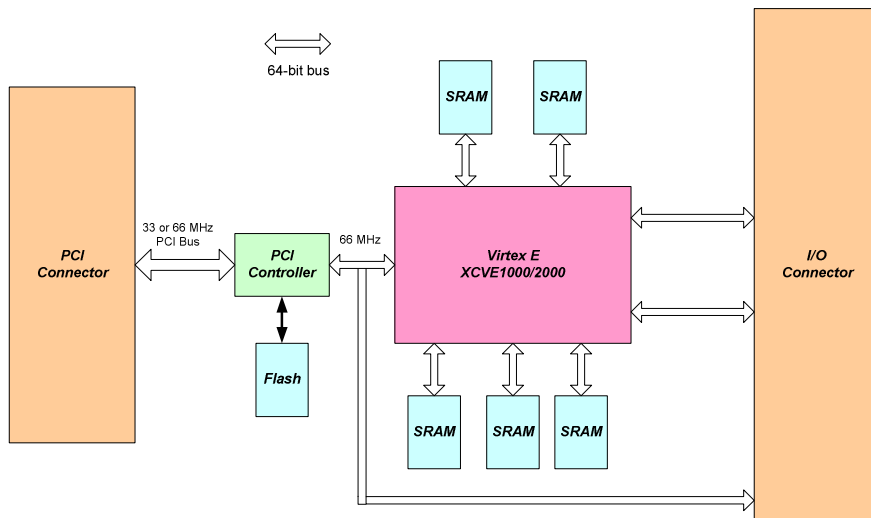 64-bit bus
SRAM
SRAM
33 or 66 MHz
PCI Bus
66 MHz
PCI
Connector
PCI
Controller
Virtex E
XCVE1000/2000
I/O
Connector
Flash
SRAM
SRAM
SRAM